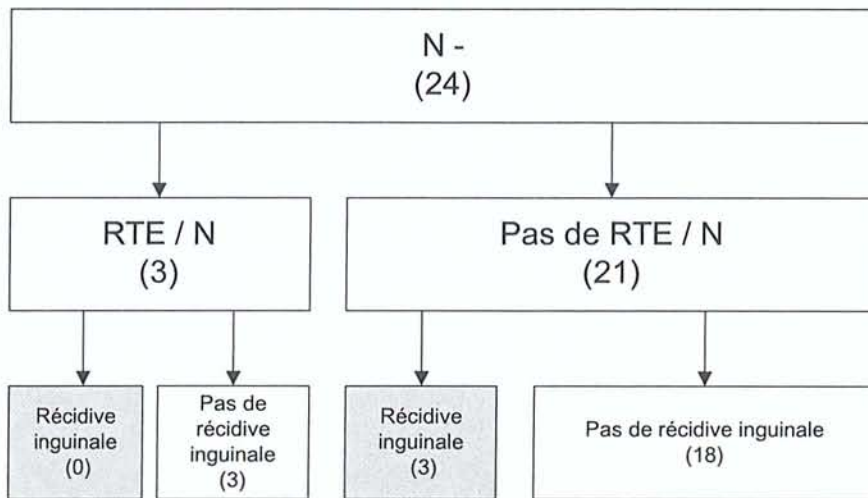 N -
(24)
RTE / N
(3)
Pas de RTE / N
(21)
Récidive
inguinale
(0)
Pas de
récidive
inguinale
(3)
Récidive
inguinale
(3)
Pas de récidive inguinale
(18)